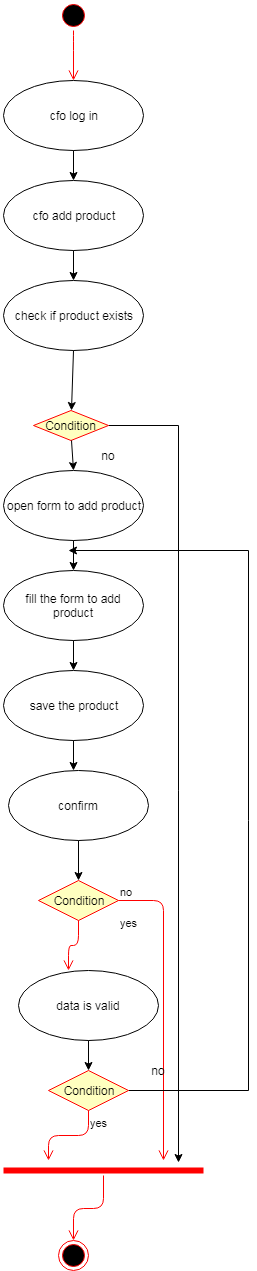 cfo log in
cfo add product
check if product exists
Condition
no
open form to add product
fill the form to add
product
save the product
confirm
no
Condition
yes
data is valid
no
Condition
yes